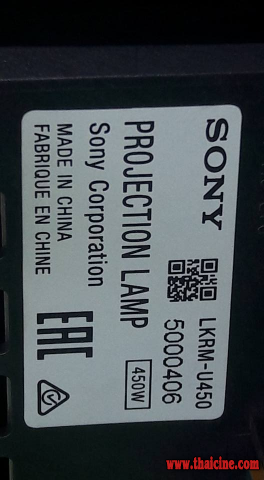 SONY
LKRM-U450
5000406
PROJECTION LAMP
450W
Sony Corporation
MADE IN CHINA
FABRIQUE EN CHINE
EAC
www.thaicine.com